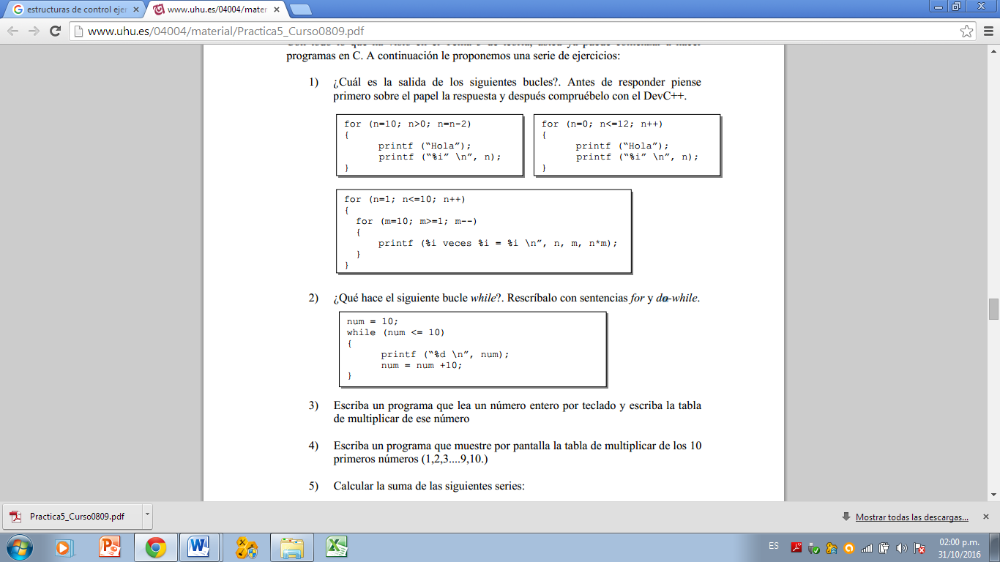 estructuras de control ejer
www.uhu.es/04004/mater
www.uhu.es/04004/material/Practica5_Curso0809.pdf
programas en C. A continuación le proponemos una serie de ejercicios:
1) ¿Cuál es la salida de los siguientes bucles?. Antes de responder piense
primero sobre el papel la respuesta y después compruébelo con el DevC++.
for (n=10; n>0; n=n-2)
{
printf (“Hola”);
printf (“%i” \n”, n);
}
for (n=0; n<=12; n++)
{
printf (“Hola”);
printf (“%i” \n”, n);
}
for (n=1; n<=10; n++)
{
for (m=10; m>=1; m--)
{
printf (%i veces %i = %i \n”, n, m, n*m);
}
}
2) ¿Qué hace el siguiente bucle while?. Rescríbalo con sentencias for y do-while.
num = 10;
while (num <= 10)
{
printf (“%d \n”, num);
num = num +10;
}
3) Escriba un programa que lea un número entero por teclado y escriba la tabla
de multiplicar de ese número
4) Escriba un programa que muestre por pantalla la tabla de multiplicar de los 10
primeros números (1,2,3....9,10.)
5) Calcular la suma de las siguientes series:
Practica5_Curso0809.pdf
Mostrar todas las descargas...
ES
02:00 p.m.
31/10/2016